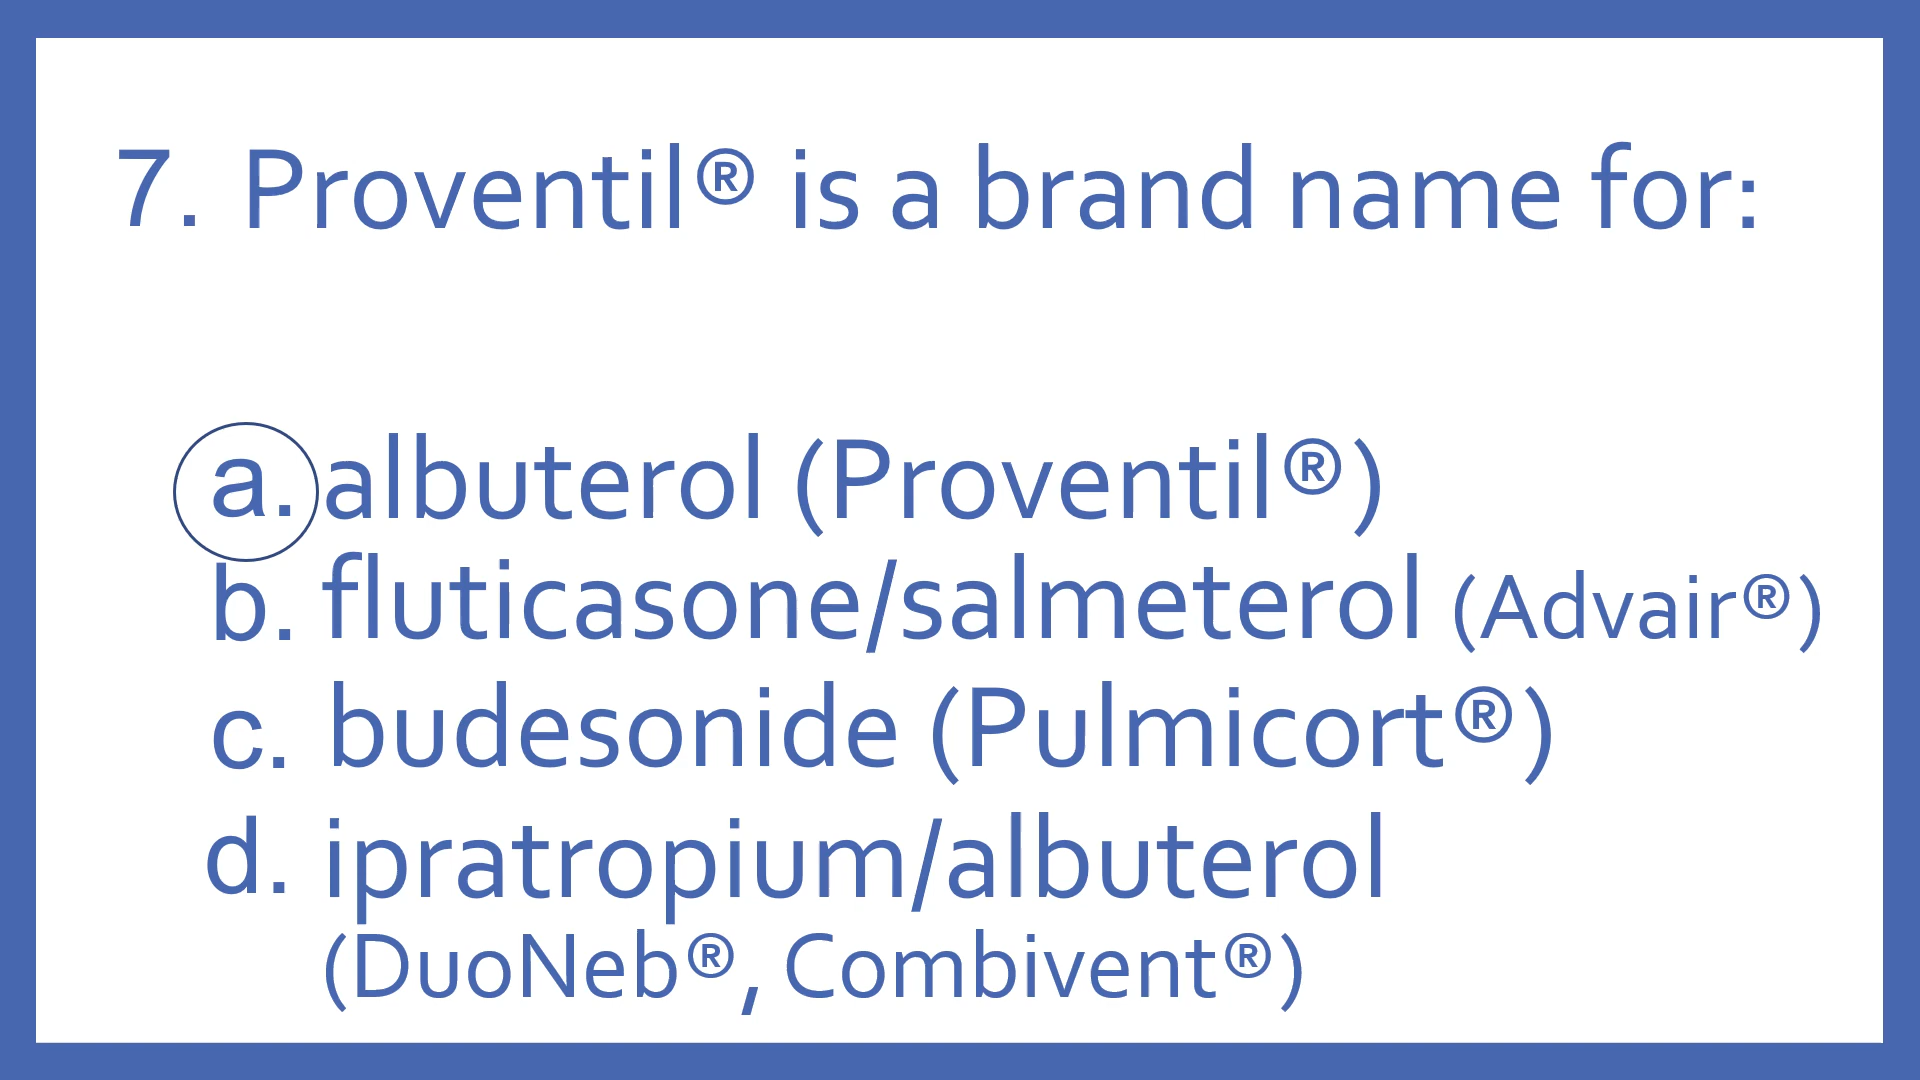 7. Proventil® is a brand name for:
a. albuterol (Proventil®)
b. fluticasone/salmeterol (Advair®)
c. budesonide (Pulmicort®)
d. ipratropium/albuterol
(DuoNeb®, Combivent®)